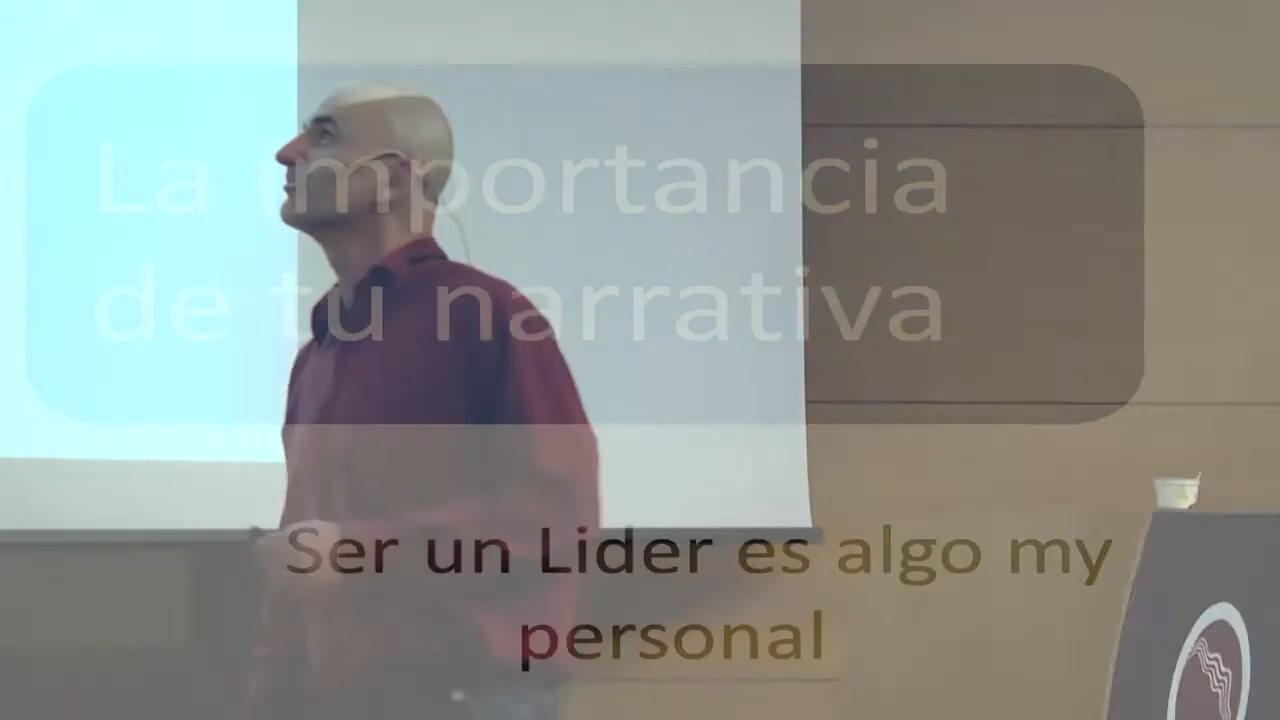 La importancia
de tu narrativa
Ser un Lider es algo my
personal